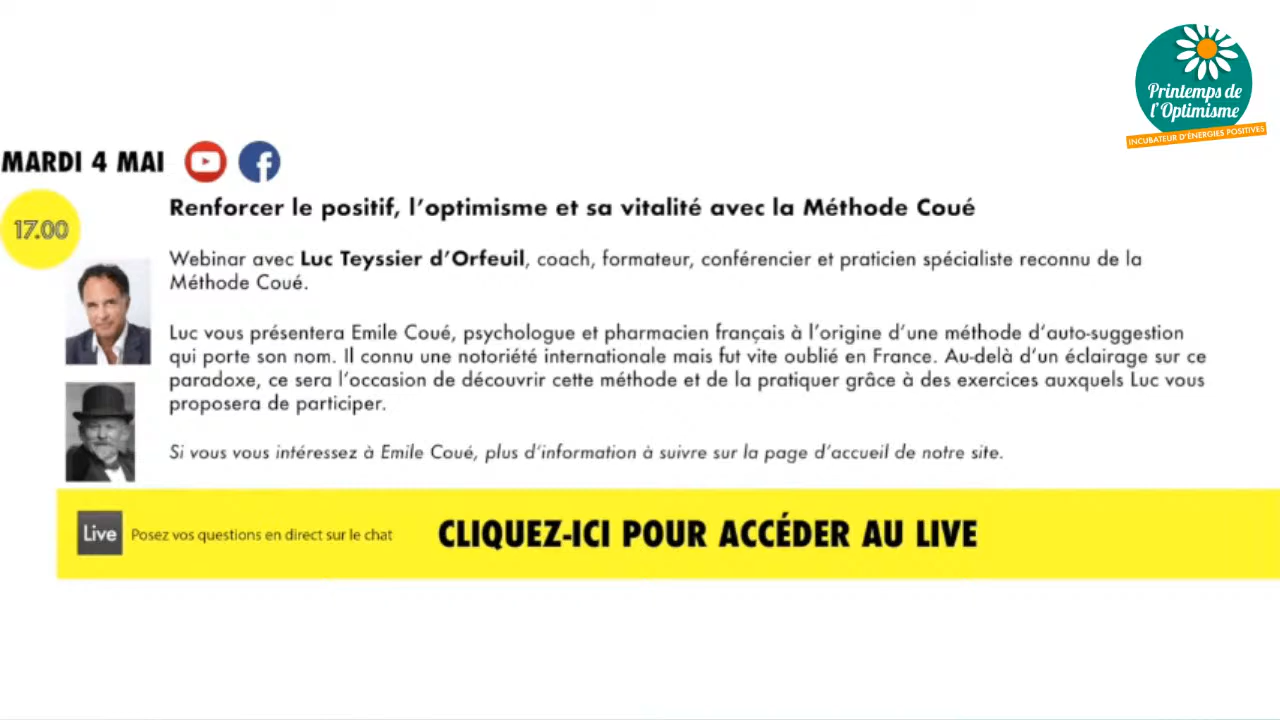 Printemps de
l'Optimisme
INCUBATEUR D'ÉNERGIES POSITIVES
MARDI 4 MAI
17.00
Renforcer le positif, l'optimisme et sa vitalité avec la Méthode Coué
Webinar avec Luc Teyssier d'Orfeuil, coach, formateur, conférencier et praticien spécialiste reconnu de la
Méthode Coué.
Luc vous présentera Emile Coué, psychologue et pharmacien français à l'origine d'une méthode d'auto-suggestion
qui porte son nom. Il connu une notoriété internationale mais fut vite oublié en France. Au-delà d'un éclairage sur ce
paradoxe, ce sera l'occasion de découvrir cette méthode et de la pratiquer grâce à des exercices auxquels Luc vous
proposera de participer.
Si vous vous intéressez à Emile Coué, plus d'information à suivre sur la page d'accueil de notre site.
Live Posez vos questions en direct sur le chat CLIQUEZ-ICI POUR ACCÉDER AU LIVE